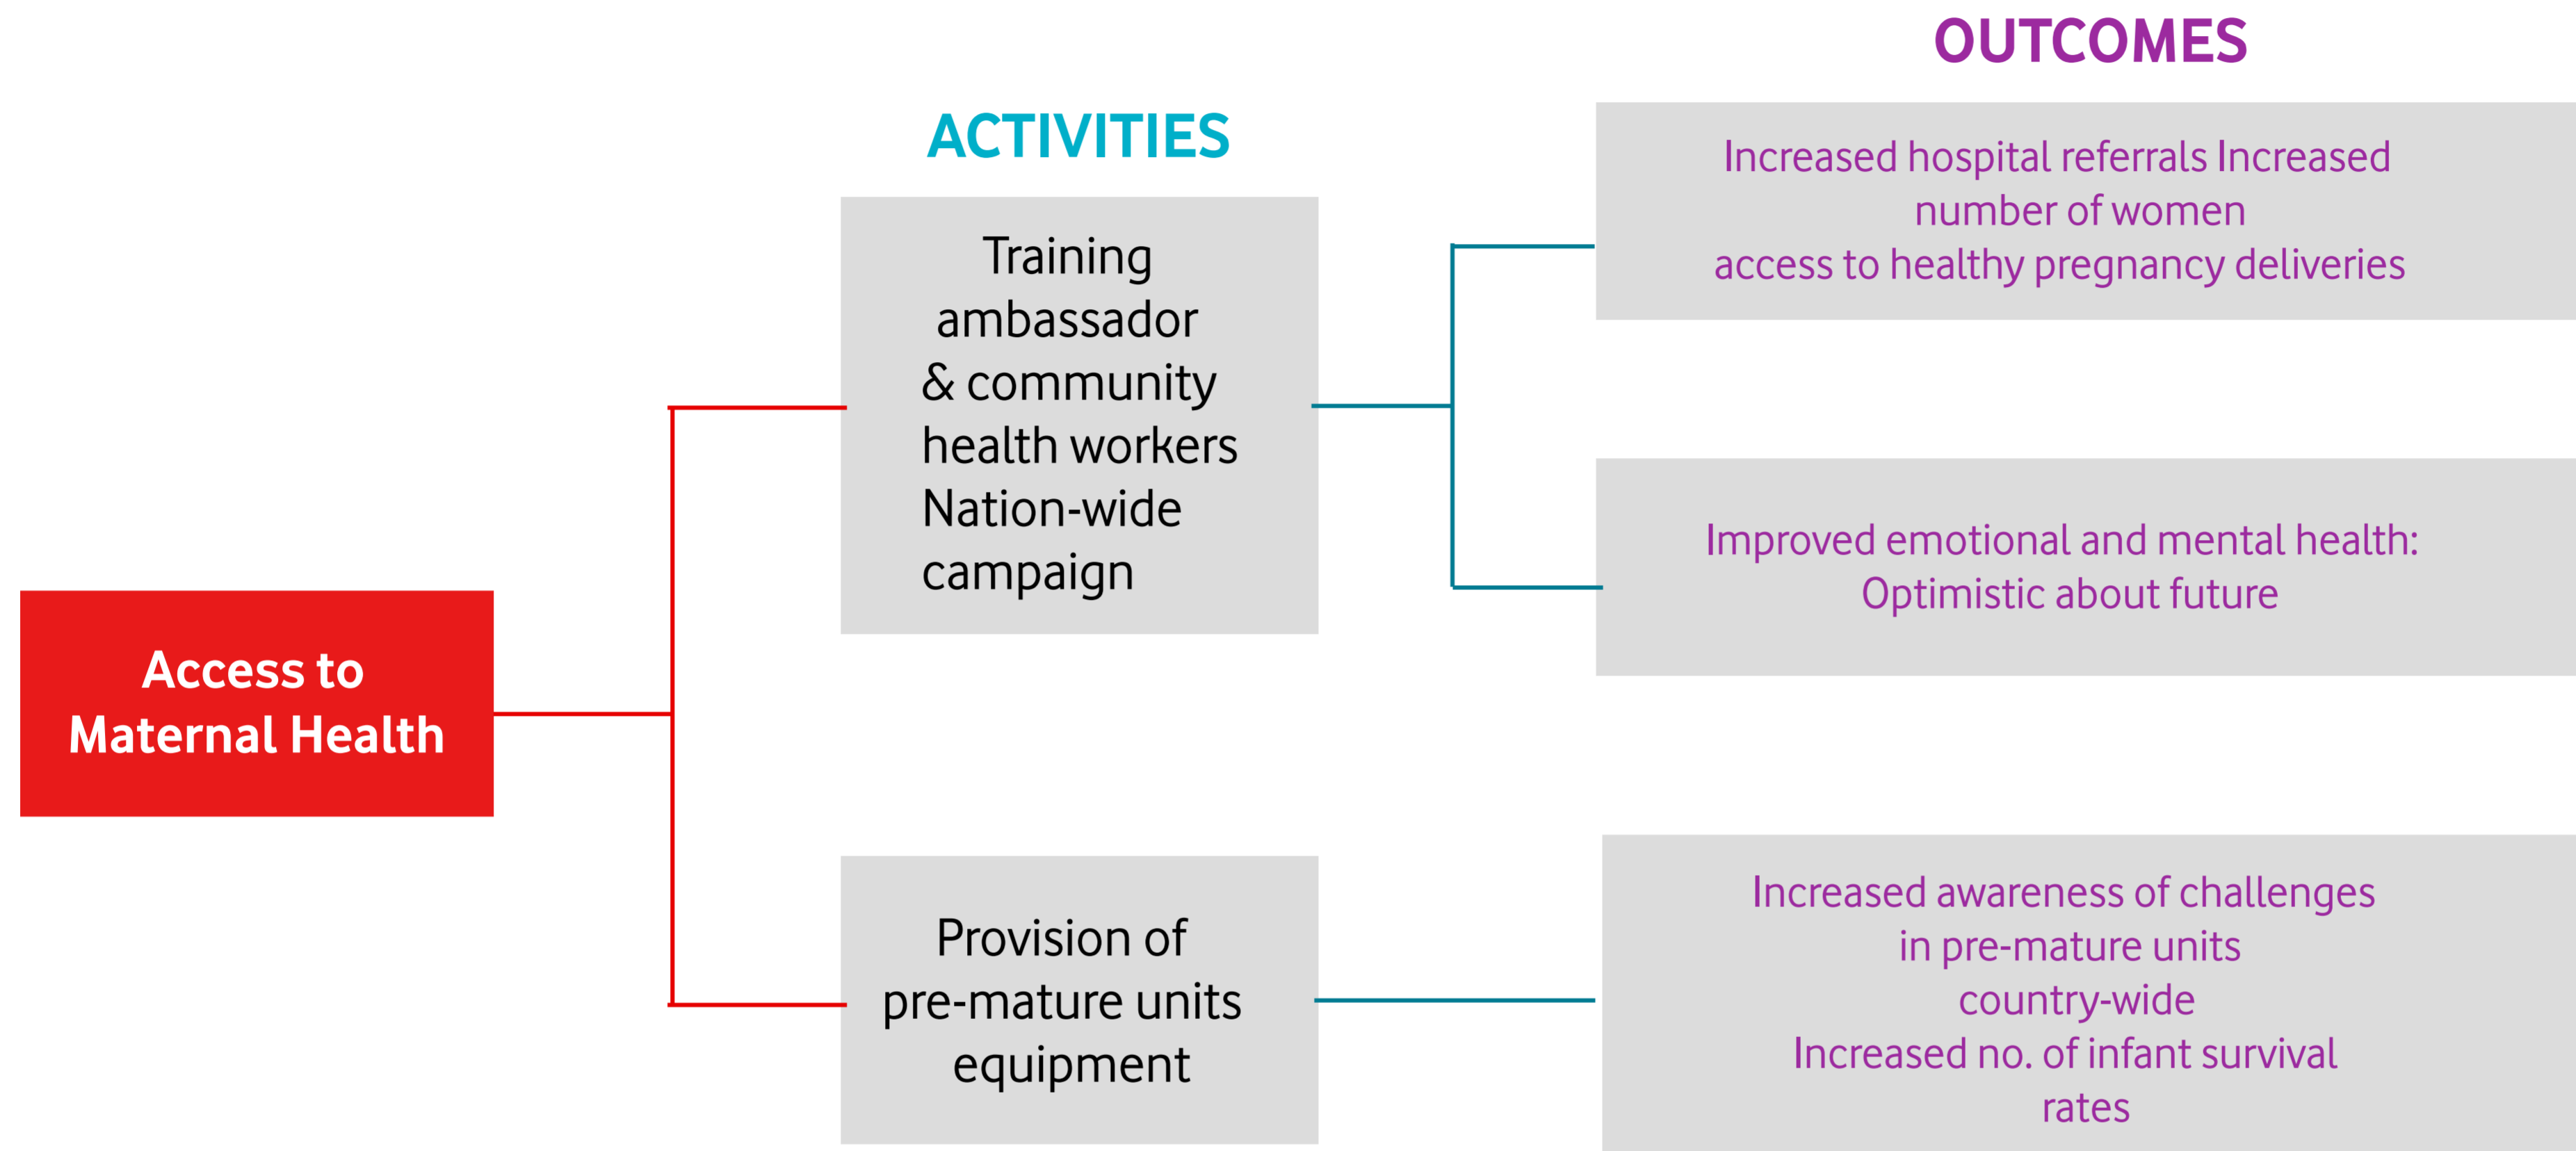 OUTCOMES
ACTIVITIES
Increased hospital referrals Increased
number of women
access to healthy pregnancy deliveries
Training
ambassador
& community
health workers
Nation-wide
campaign
Improved emotional and mental health:
Optimistic about future
Access to
Maternal Health
Provision of
pre-mature units
equipment
Increased awareness of challenges
in pre-mature units
country-wide
Increased no. of infant survival
rates